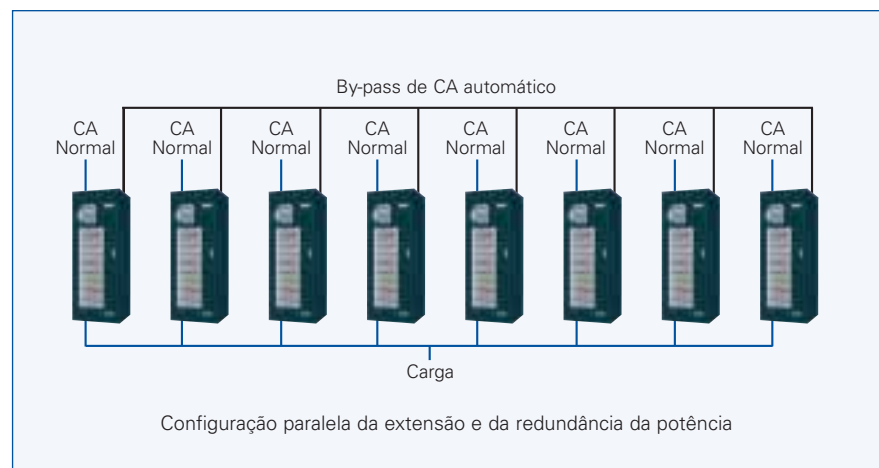 By-pass de CA automático
CA Normal
CA Normal
CA Normal
CA Normal
CA Normal
CA Normal
CA Normal
CA Normal
Carga
Configuração paralela da extensão e da redundância da potência